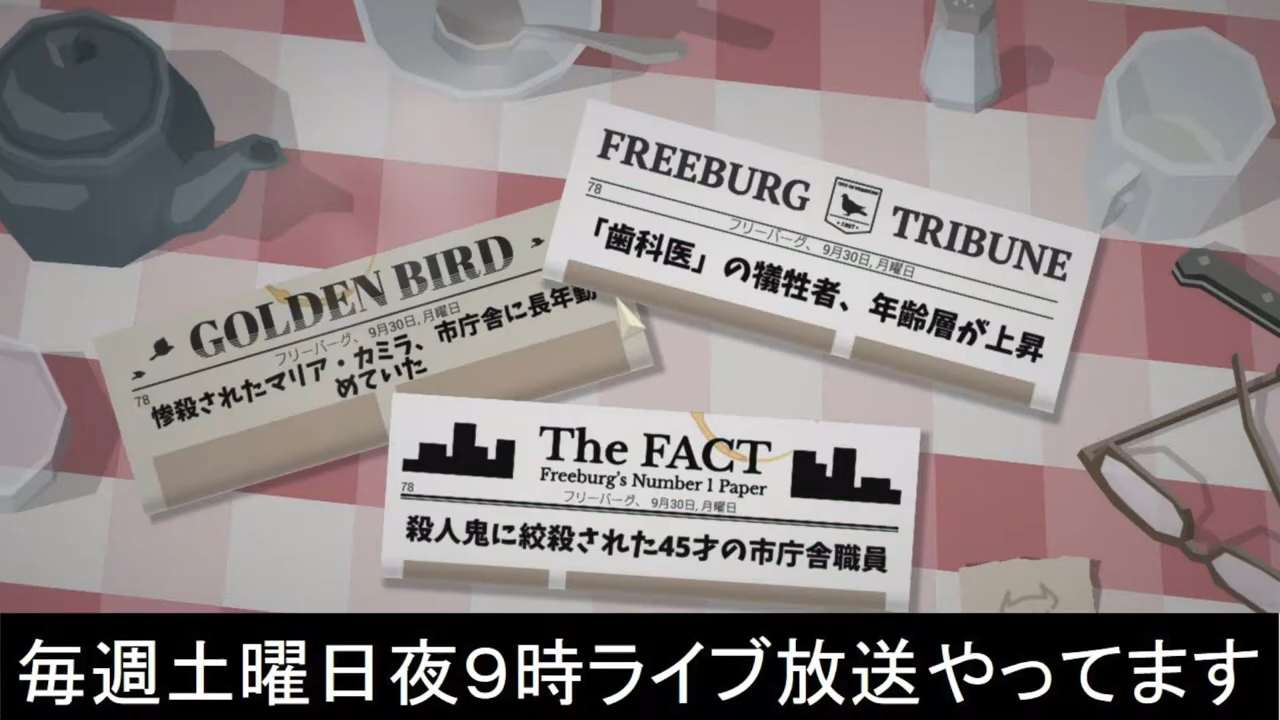 FREEBURG TRIBUNE
78
フリーバーグ、 9月30日, 月曜日
「歯科医」の犠牲者、年齢層が上昇
GOLDEN BIRD
フリーバーグ、 9月30日, 月曜日
78
惨殺されたマリア・カミラ、市庁舎に長年勤
めていた
The FACT
Freeburg's Number 1 Paper
78
フリーバーグ、 9月30日, 月曜日
殺人鬼に絞殺された45才の市庁舎職員
毎週土曜日夜9時ライブ放送やってます